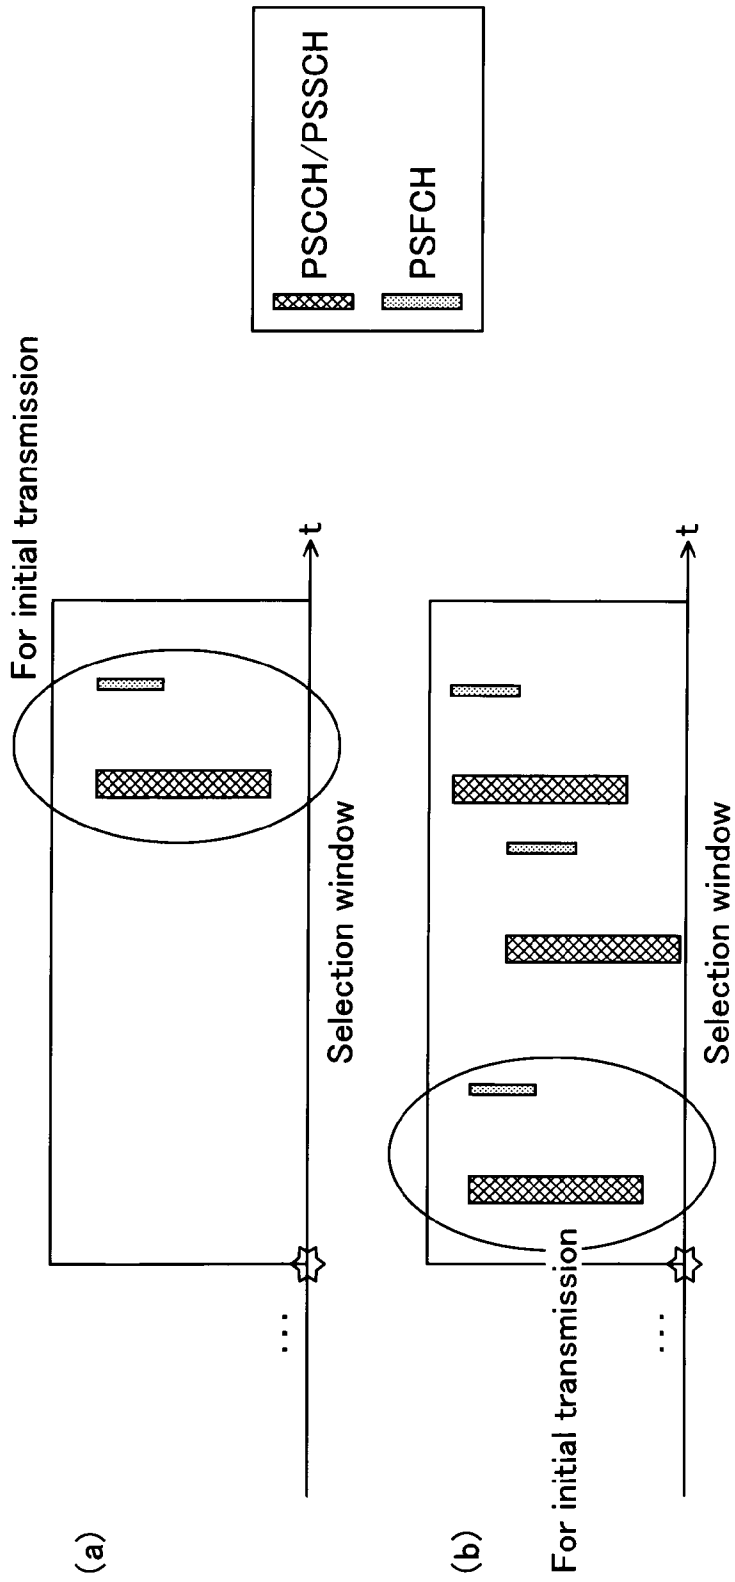 (a)
For initial transmission
...
t
Selection window
(b)
For initial transmission
...
t
Selection window
PSCCH/PSSCH
PSFCH